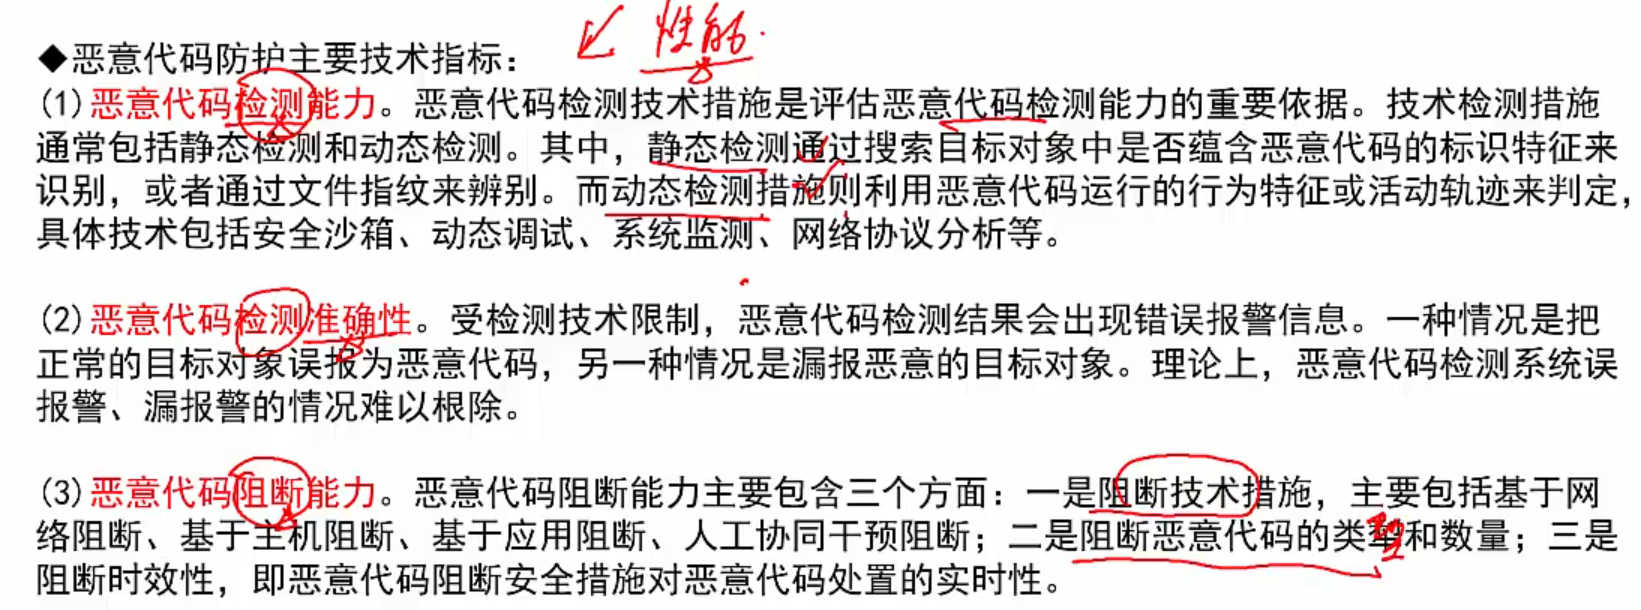 性能
◆恶意代码防护主要技术指标：
(1)恶意代码检测能力。恶意代码检测技术措施是评估恶意代码检测能力的重要依据。技术检测措施
通常包括静态检测和动态检测。其中，静态检测通过搜索目标对象中是否蕴含恶意代码的标识特征来
识别，或者通过文件指纹来辨别。而动态检测措施则利用恶意代码运行的行为特征或活动轨迹来判定，
具体技术包括安全沙箱、动态调试、系统监测、网络协议分析等。
(2)恶意代码检测准确性。受检测技术限制，恶意代码检测结果会出现错误报警信息。一种情况是把
正常的目标对象误报为恶意代码，另一种情况是漏报恶意的目标对象。理论上，恶意代码检测系统误
报警、漏报警的情况难以根除。
(3)恶意代码阻断能力。恶意代码阻断能力主要包含三个方面：一是阻断技术措施，主要包括基于网
络阻断、基于主机阻断、基于应用阻断、人工协同干预阻断；二是阻断恶意代码的类型和数量；三是
阻断时效性，即恶意代码阻断安全措施对恶意代码处置的实时性。